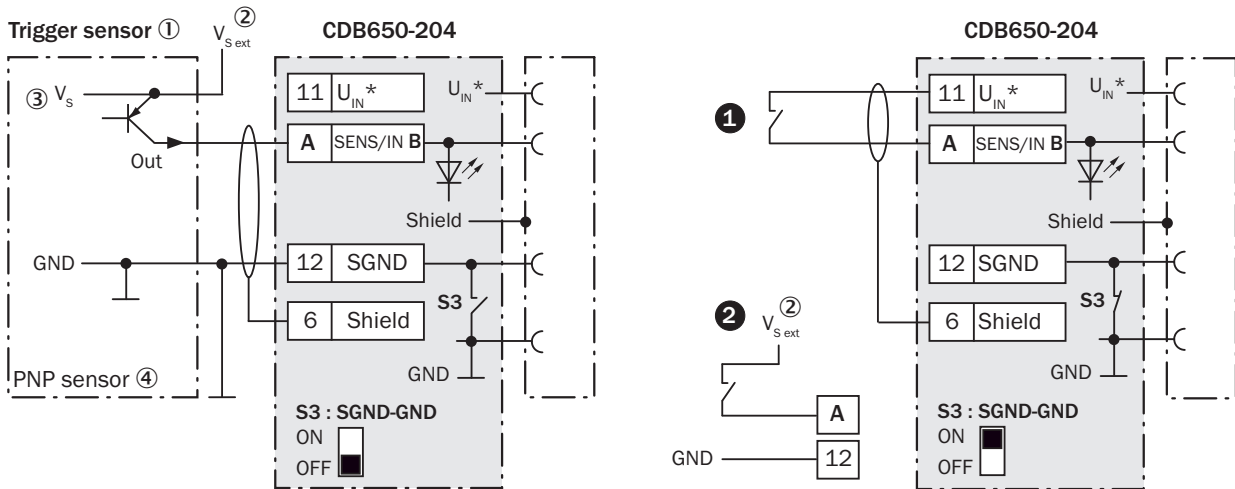 Trigger sensor ①
V S ext ②
CDB650-204
③ V S
11 U IN *
U IN *
Out
A SENS/IN B
Shield
GND
12 SGND
S3
6 Shield
GND
PNP sensor ④
S3 : SGND-GND
ON
OFF
CDB650-204
❶
11 U IN *
U IN *
A SENS/IN B
Shield
12 SGND
S3
6 Shield
GND
❷
V S ext ②
A
GND
12
S3 : SGND-GND
ON
OFF